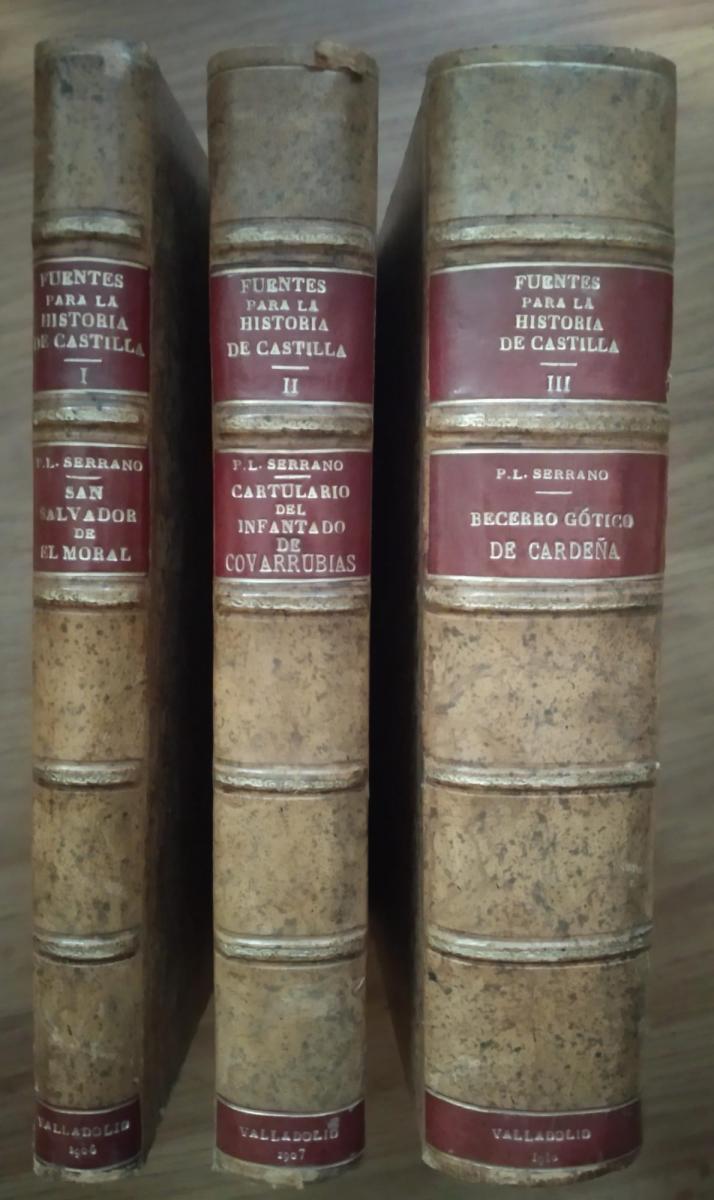 FUENTES
PARA LA
HISTORIA
DE CASTILLA
I
P.L. SERRANO
SAN
SALVADOR
DE
EL MORAL
VALLADOLID
1906
FUENTES
PARA LA
HISTORIA
DE CASTILLA
II
P.L. SERRANO
CARTULARIO
DEL
INFANTADO
DE
COVARRUBIAS
VALLADOLID
1907
FUENTES
PARA LA
HISTORIA
DE CASTILLA
III
P.L. SERRANO
BECERRO GÓTICO
DE CARDEÑA
VALLADOLID
1910